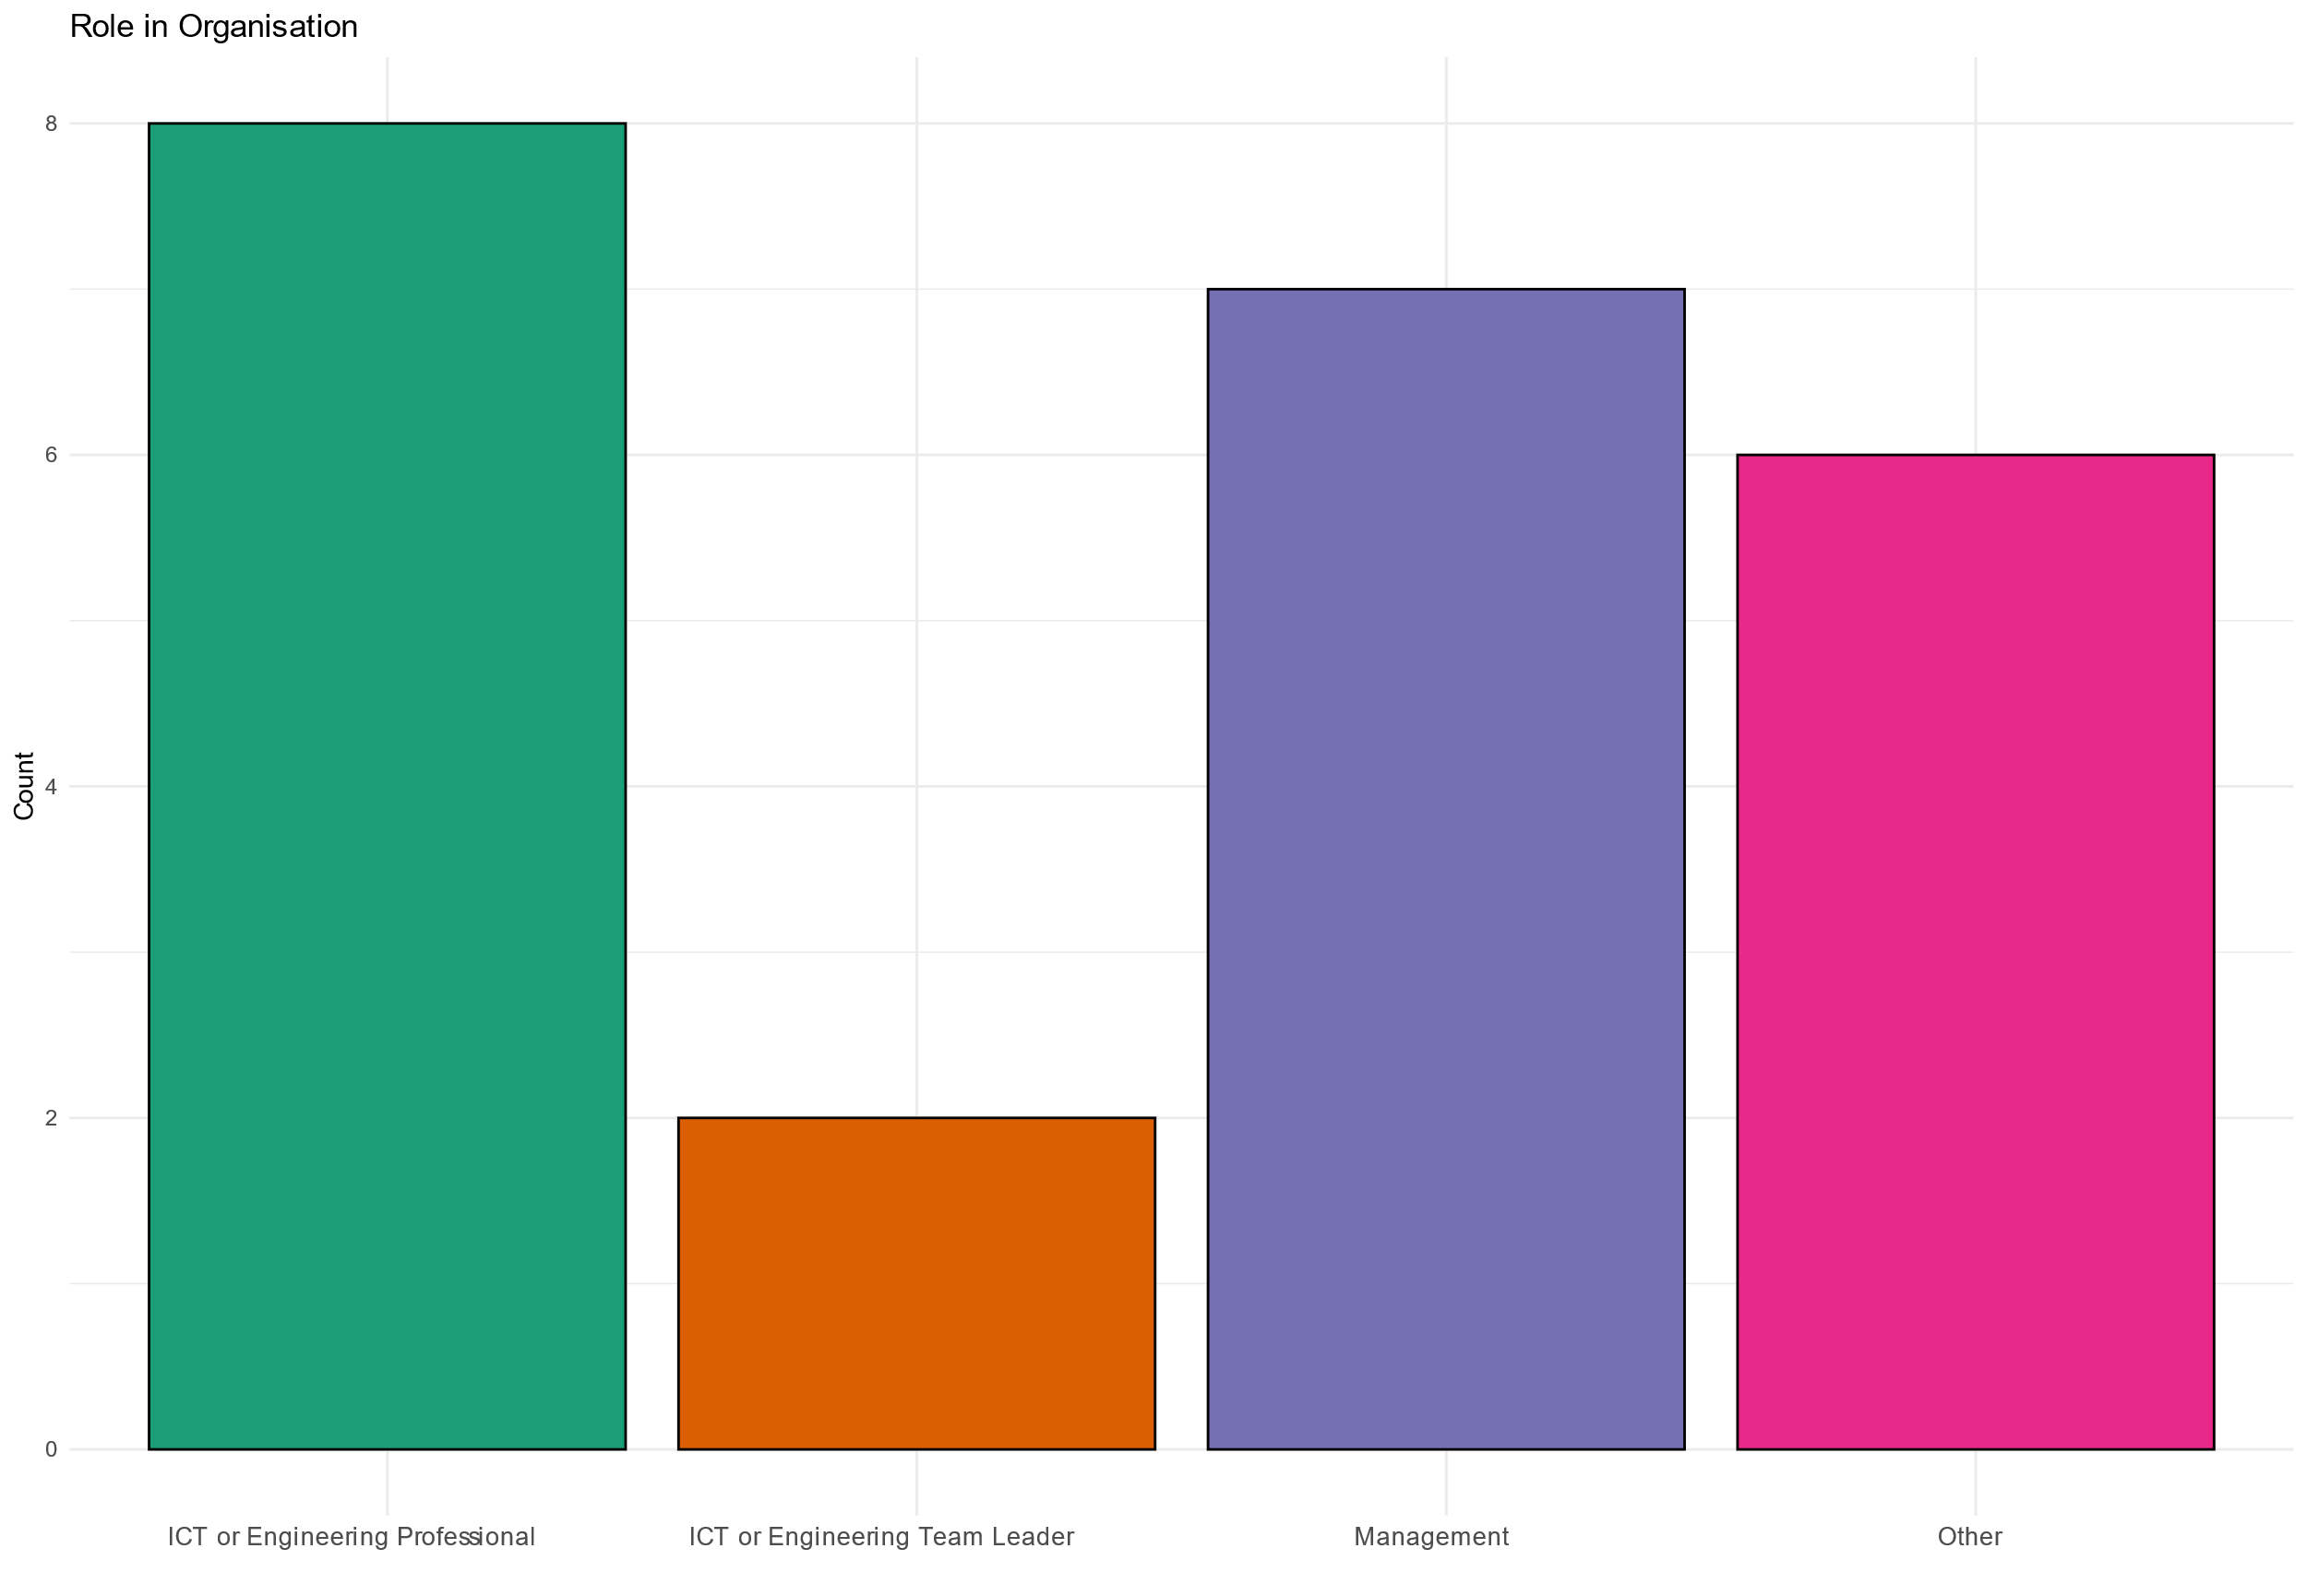 Role in Organisation
8
6
4
2
0
Count
ICT or Engineering Professional
ICT or Engineering Team Leader
Management
Other